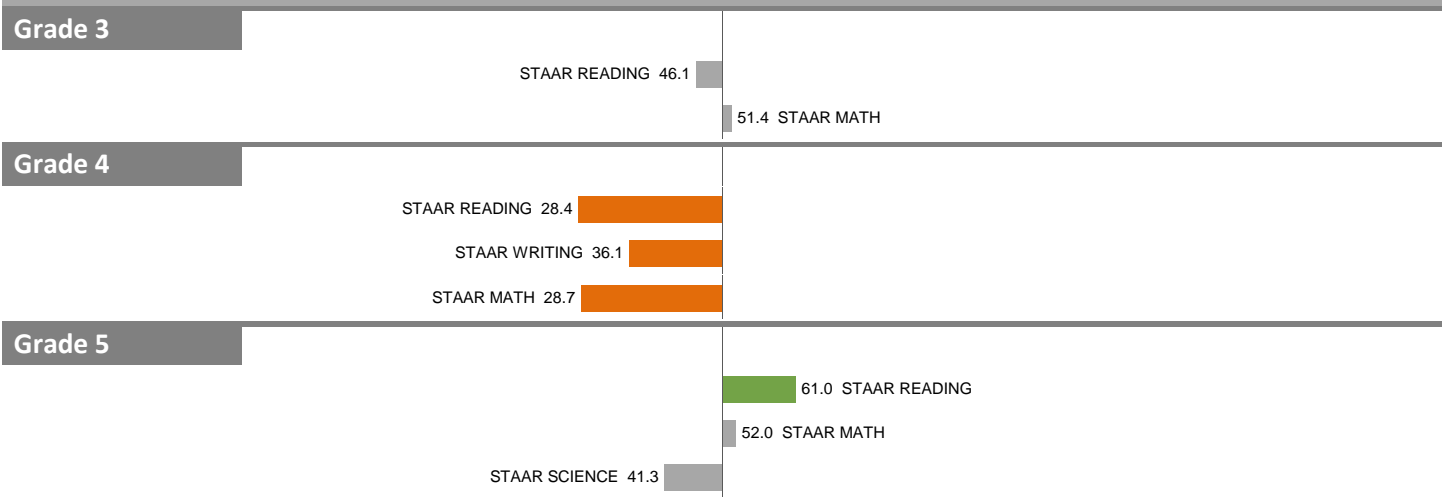 Grade 3
STAAR READING 46.1
51.4 STAAR MATH
Grade 4
STAAR READING 28.4
STAAR WRITING 36.1
STAAR MATH 28.7
Grade 5
61.0 STAAR READING
52.0 STAAR MATH
STAAR SCIENCE 41.3